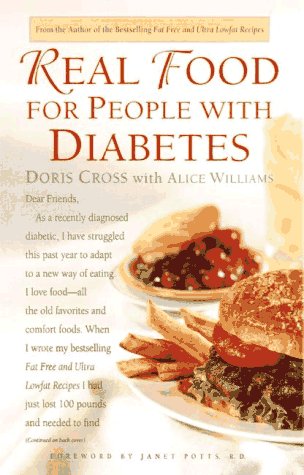 From the Author of the Bestselling Fat Free and Ultra Lowfat Recipes
REAL FOOD
FOR PEOPLE WITH
DIABETES
DORIS CROSS with ALICE WILLIAMS
Dear Friends,
As a recently diagnosed
diabetic, I have struggled
this past year to adapt
to a new way of eating
I love food—all
the old favorites and
comfort foods. When
I wrote my bestselling
Fat Free and Ultra
Lowfat Recipes I had
just lost 100 pounds
and needed to find
(Continued on back cover)
FOREWORD BY JANET POTTS, R.D.